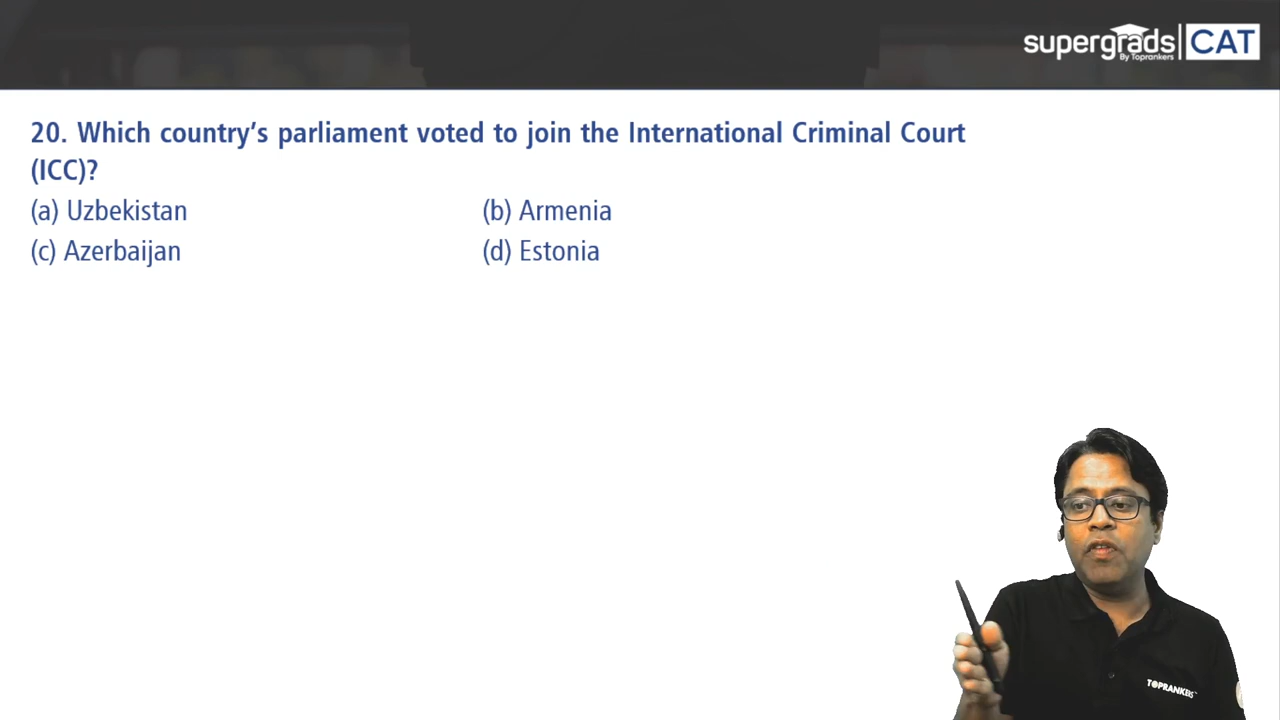 supergrads CAT
By Toprankers
20. Which country's parliament voted to join the International Criminal Court
(ICC)?
(a) Uzbekistan (b) Armenia
(c) Azerbaijan (d) Estonia
TOPRANKERS